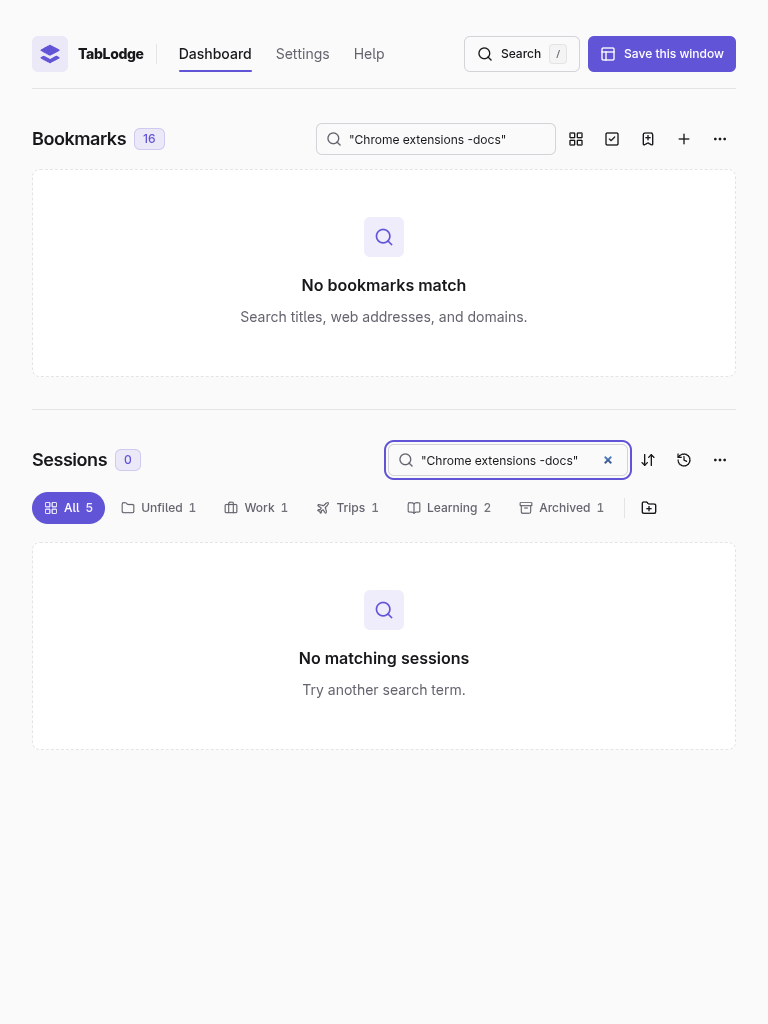 TabLodge
Dashboard Settings Help
Search /
Save this window
Bookmarks 16
"Chrome extensions -docs"
No bookmarks match
Search titles, web addresses, and domains.
Sessions 0
"Chrome extensions -docs"
All 5 Unfiled 1 Work 1 Trips 1 Learning 2 Archived 1
No matching sessions
Try another search term.